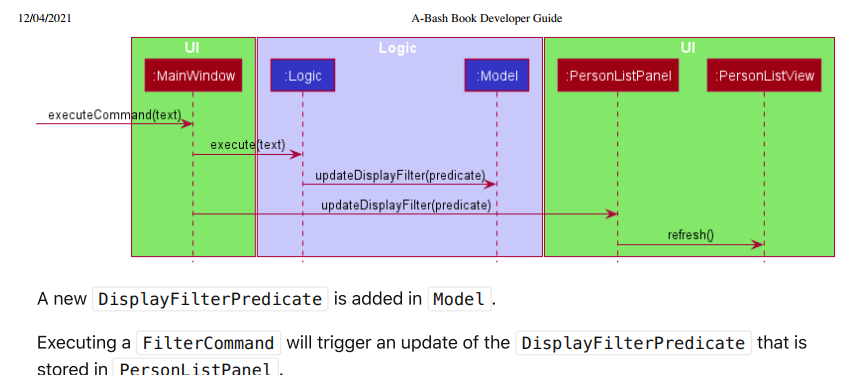 12/04/2021 A-Bash Book Developer Guide
UI Logic UI
:MainWindow :Logic :Model :PersonListPanel :PersonListView
executeCommand(text)
execute(text)
updateDisplayFilter(predicate)
updateDisplayFilter(predicate)
refresh()
A new DisplayFilterPredicate is added in Model .
Executing a FilterCommand will trigger an update of the DisplayFilterPredicate that is
stored in PersonListPanel .